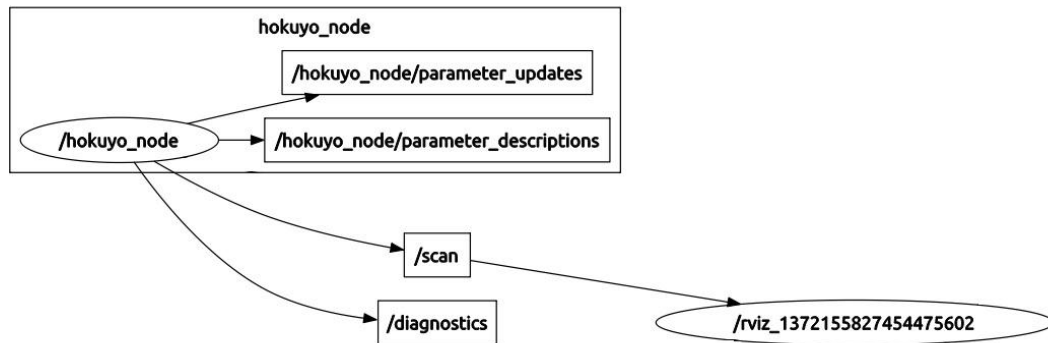 hokuyo_node
/hokuyo_node/parameter_updates
/hokuyo_node
/hokuyo_node/parameter_descriptions
/scan
/diagnostics
/rviz_1372155827454475602